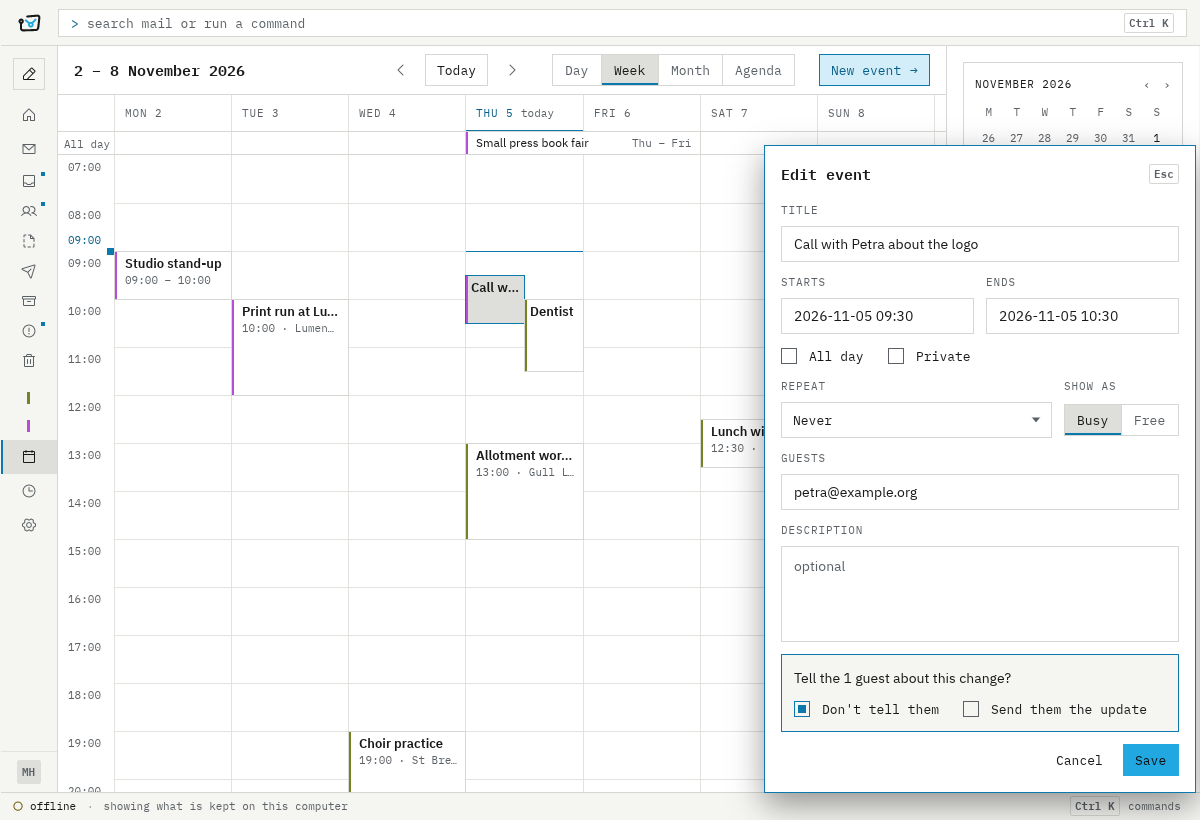 > search mail or run a command Ctrl K
2 – 8 November 2026 Today Day Week Month Agenda New event →
NOVEMBER 2026 ‹ ›
M T W T F S S
26 27 28 29 30 31 1
MON 2 TUE 3 WED 4 THU 5 today FRI 6 SAT 7 SUN 8
All day Small press book fair Thu – Fri
07:00
08:00
09:00
09:00 Studio stand-up
09:00 – 10:00
Call w…
10:00 Print run at Lu… Dentist
10:00 · Lumen…
11:00
12:00
Lunch wi
12:30 ·
13:00 Allotment wor…
13:00 · Gull L…
14:00
15:00
16:00
17:00
18:00
19:00 Choir practice
19:00 · St Bre…
20:00
Edit event Esc
TITLE
Call with Petra about the logo
STARTS ENDS
2026-11-05 09:30 2026-11-05 10:30
All day Private
REPEAT SHOW AS
Never Busy Free
GUESTS
petra@example.org
DESCRIPTION
optional
Tell the 1 guest about this change?
Don't tell them Send them the update
Cancel Save
MH
offline · showing what is kept on this computer Ctrl K commands